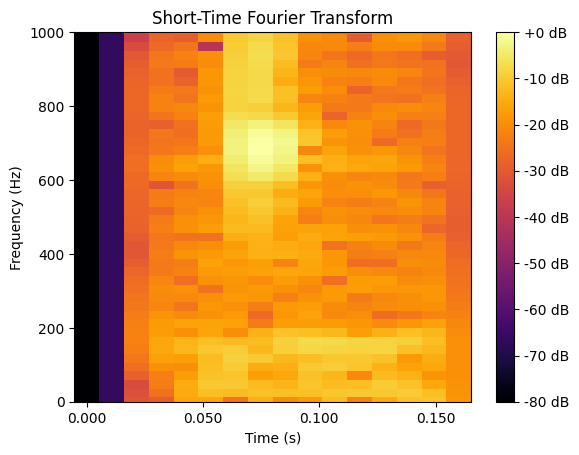 Short-Time Fourier Transform
1000
800
600
400
200
0
Frequency (Hz)
0.000
0.050
0.100
0.150
Time (s)
+0 dB
-10 dB
-20 dB
-30 dB
-40 dB
-50 dB
-60 dB
-70 dB
-80 dB